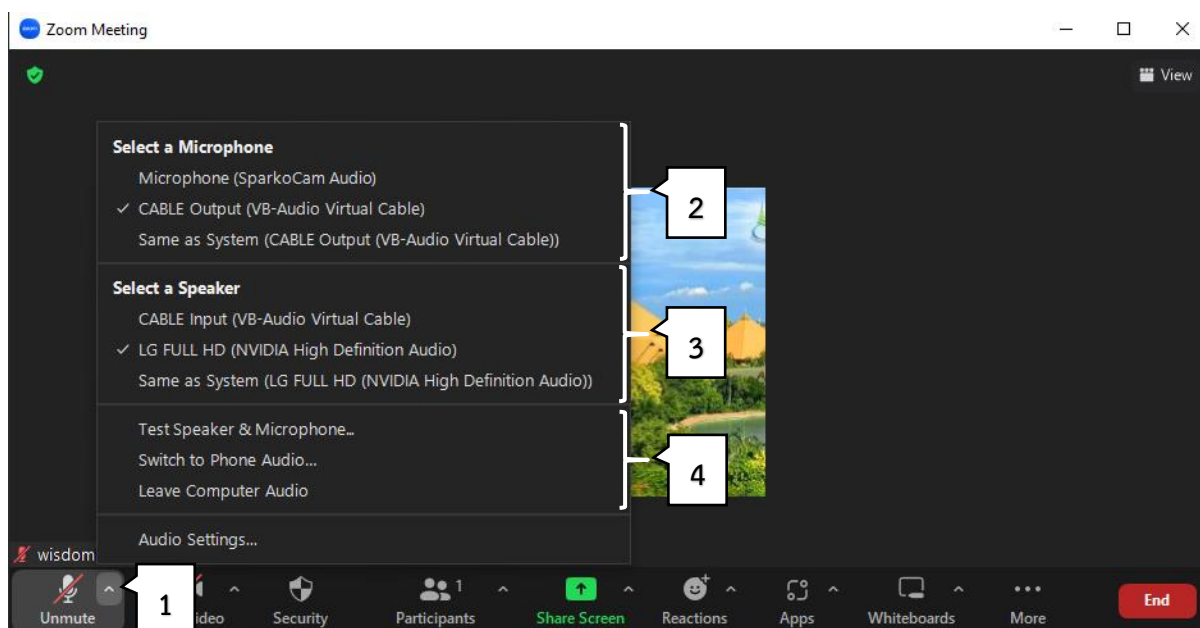 Zoom Meeting
View
Select a Microphone
Microphone (SparkoCam Audio)
✓ CABLE Output (VB-Audio Virtual Cable)
Same as System (CABLE Output (VB-Audio Virtual Cable))
2
Select a Speaker
CABLE Input (VB-Audio Virtual Cable)
✓ LG FULL HD (NVIDIA High Definition Audio)
Same as System (LG FULL HD (NVIDIA High Definition Audio))
3
Test Speaker & Microphone...
Switch to Phone Audio...
Leave Computer Audio
4
Audio Settings...
wisdom
1
1
Unmute ideo Security Participants Share Screen Reactions Apps Whiteboards More End